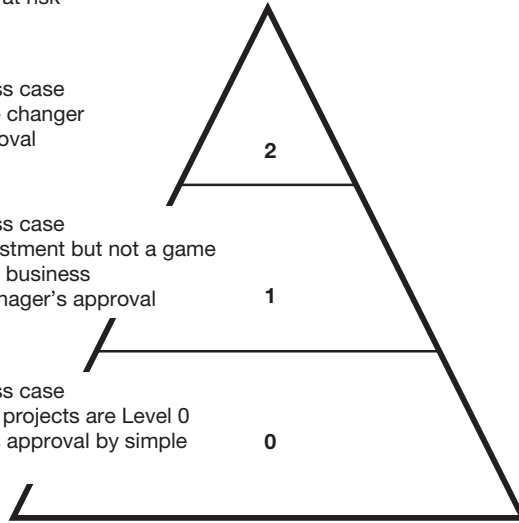 at risk
ss case
changer
oval
2
ss case
stment but not a game
business
nager's approval
1
ss case
projects are Level 0
approval by simple
0